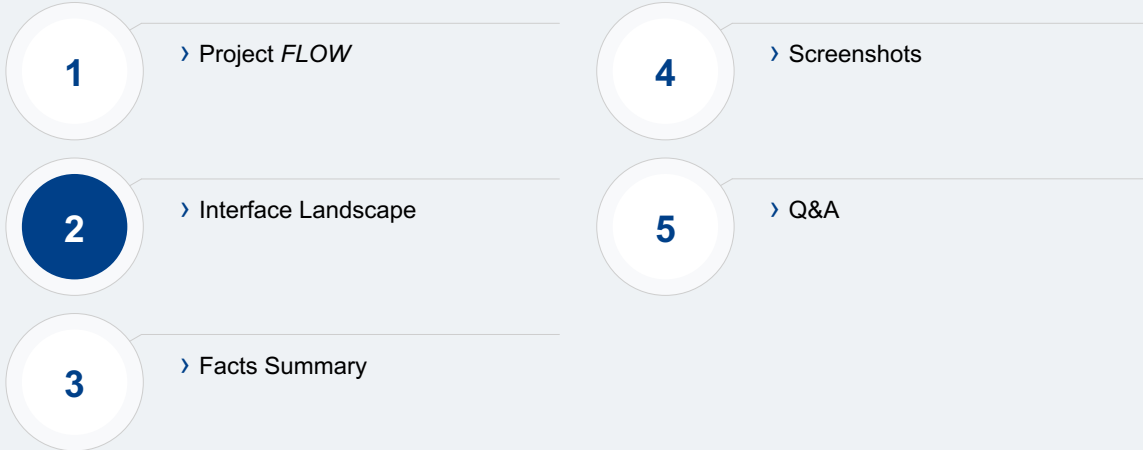 1
› Project FLOW
2
› Interface Landscape
3
› Facts Summary
4
› Screenshots
5
› Q&A